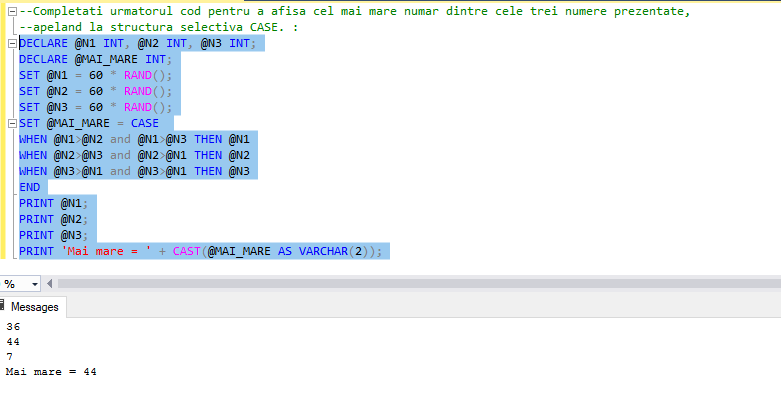 --Completati urmatorul cod pentru a afisa cel mai mare numar dintre cele trei numere prezentate,
--apeland la structura selectiva CASE. :
DECLARE @N1 INT, @N2 INT, @N3 INT;
DECLARE @MAI_MARE INT;
SET @N1 = 60 * RAND();
SET @N2 = 60 * RAND();
SET @N3 = 60 * RAND();
SET @MAI_MARE = CASE
WHEN @N1>@N2 and @N1>@N3 THEN @N1
WHEN @N2>@N3 and @N2>@N1 THEN @N2
WHEN @N3>@N1 and @N3>@N1 THEN @N3
END
PRINT @N1;
PRINT @N2;
PRINT @N3;
PRINT 'Mai mare = ' + CAST(@MAI_MARE AS VARCHAR(2));
%
Messages
36
44
7
Mai mare = 44